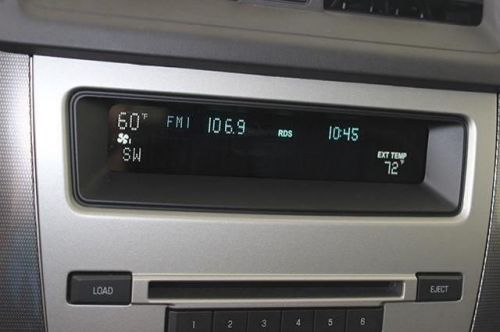 60°F FM1 106.9 RDS 10:45
SW
EXT TEMP
72°F
LOAD EJECT
1 2 3 4 5 6